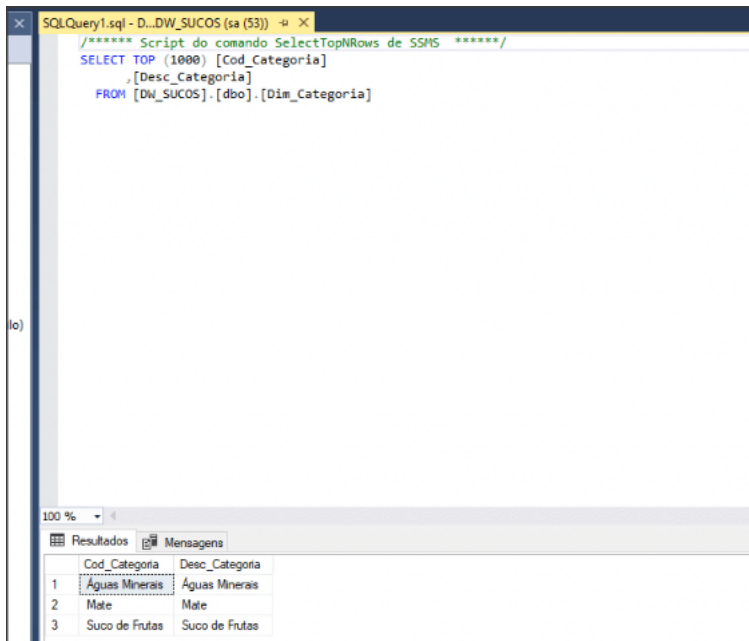 SQLQuery1.sql - D...DW_SUCOS (sa (53))
/****** Script do comando SelectTopNRows de SSMS ******/
SELECT TOP (1000) [Cod_Categoria]
,[Desc_Categoria]
FROM [DW_SUCOS].[dbo].[Dim_Categoria]
lo)
100 %
Resultados Mensagens
Cod_Categoria Desc_Categoria
1 Águas Minerais Águas Minerais
2 Mate Mate
3 Suco de Frutas Suco de Frutas